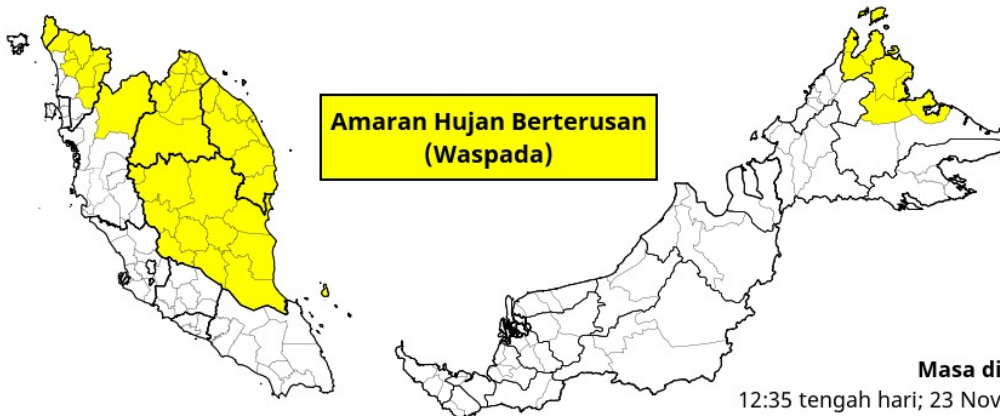 Amaran Hujan Berterusan
(Waspada)
Masa di
12:35 tengah hari; 23 Nov